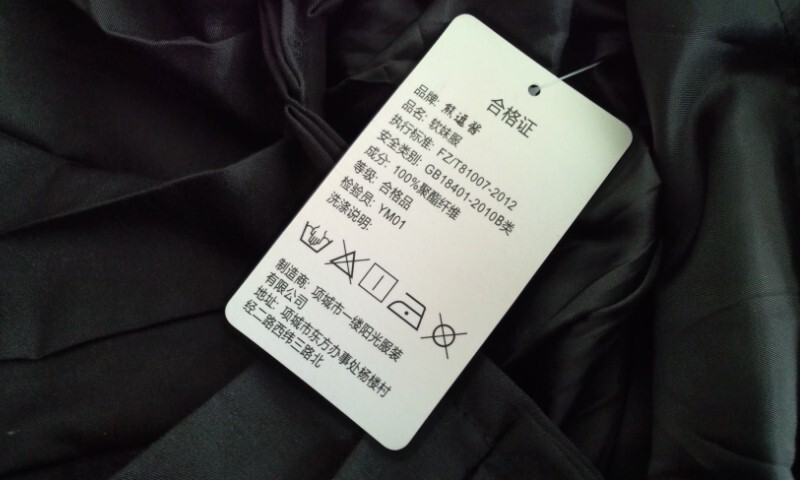 合格证
品牌: 熊通酱
品名: 软妹服
执行标准: FZ/T81007-2012
安全类别: GB18401-2010B类
成分: 100%聚酯纤维
等级: 合格品
检验员: YM01
洗涤说明:
制造商: 项城市一缕阳光服装
有限公司
地址: 项城市东方办事处杨楼村
经二路西纬三路北